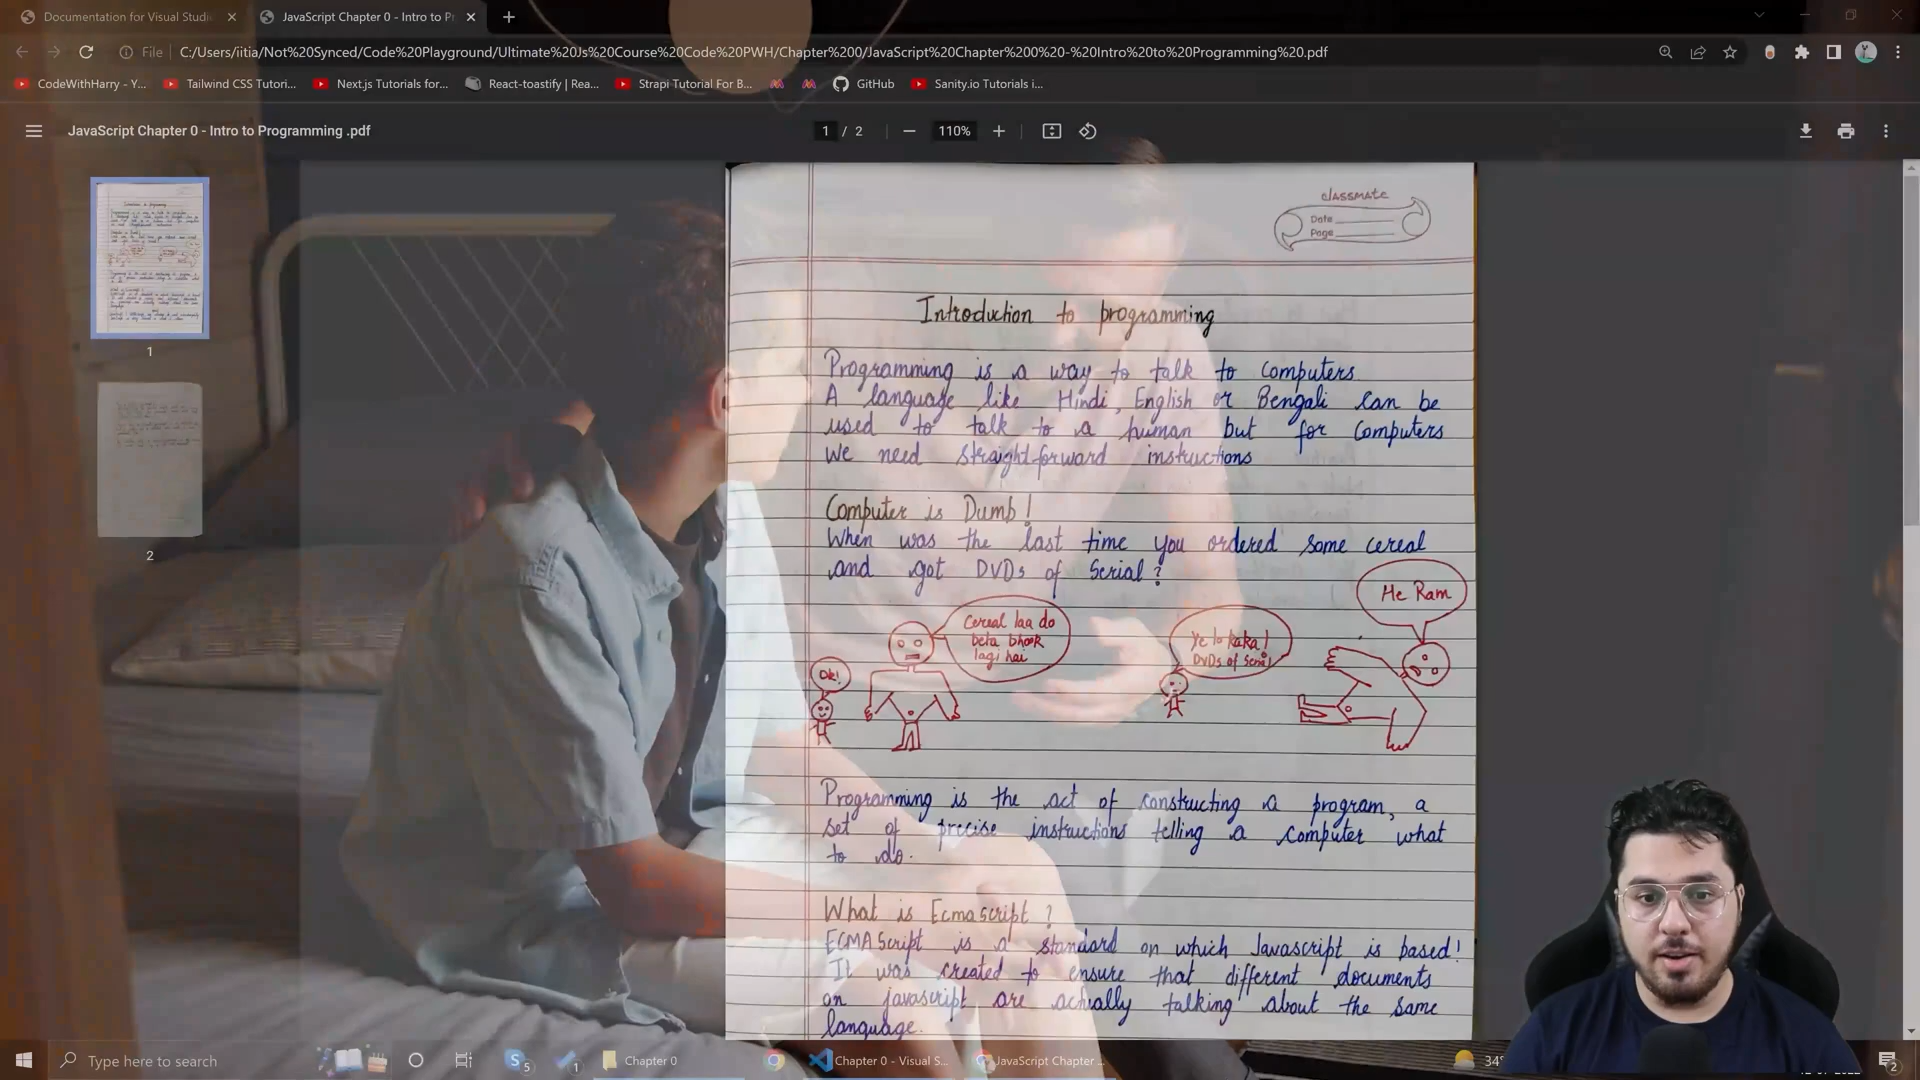 Documentation for Visual Studi
JavaScript Chapter 0 - Intro to Pr
File
C:/Users/iitia/Not%20Synced/Code%20Playground/Ultimate%20Js%20Course%20Code%20PWH/Chapter%200/JavaScript%20Chapter%200%20-%20Intro%20to%20Programming%20.pdf
CodeWithHarry - Y...
Tailwind CSS Tutori...
Next.js Tutorials for...
React-toastify | Rea...
Strapi Tutorial For B...
GitHub
Sanity.io Tutorials i...
JavaScript Chapter 0 - Intro to Programming .pdf
1 / 2
110%
1
2
classmate
Date
Page
Introduction to programming
Programming is a way to talk to computers
A language like Hindi, English or Bengali can be
used to talk to a human but for computers
we need straightforward instructions
Computer is Dumb!
When was the last time you ordered some cereal
and got DVDs of Serial?
Ok!
Cereal laa do
beta bhook
lagi hai
Ye lo kaka!
DVDs of Serial
He Ram
Programming is the act of constructing a program, a
set of precise instructions telling a computer what
to do.
What is Ecmascript?
ECMAScript is a standard on which Javascript is based!
It was created to ensure that different documents
on javascript are actually talking about the same
language.
Type here to search
5
1
Chapter 0
Chapter 0 - Visual S...
JavaScript Chapter ...
34°
2